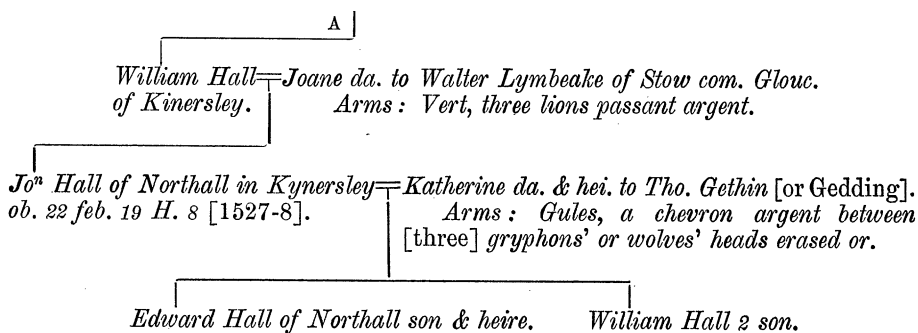 A
William Hall=Joane da. to Walter Lymbeake of Stow com. Glouc.
of Kinersley. Arms: Vert, three lions passant argent.
Joⁿ Hall of Northall in Kynersley=Katherine da. & hei. to Tho. Gethin [or Gedding].
ob. 22 feb. 19 H. 8 [1527-8]. Arms: Gules, a chevron argent between
[three] gryphons' or wolves' heads erased or.
Edward Hall of Northall son & heire. William Hall 2 son.